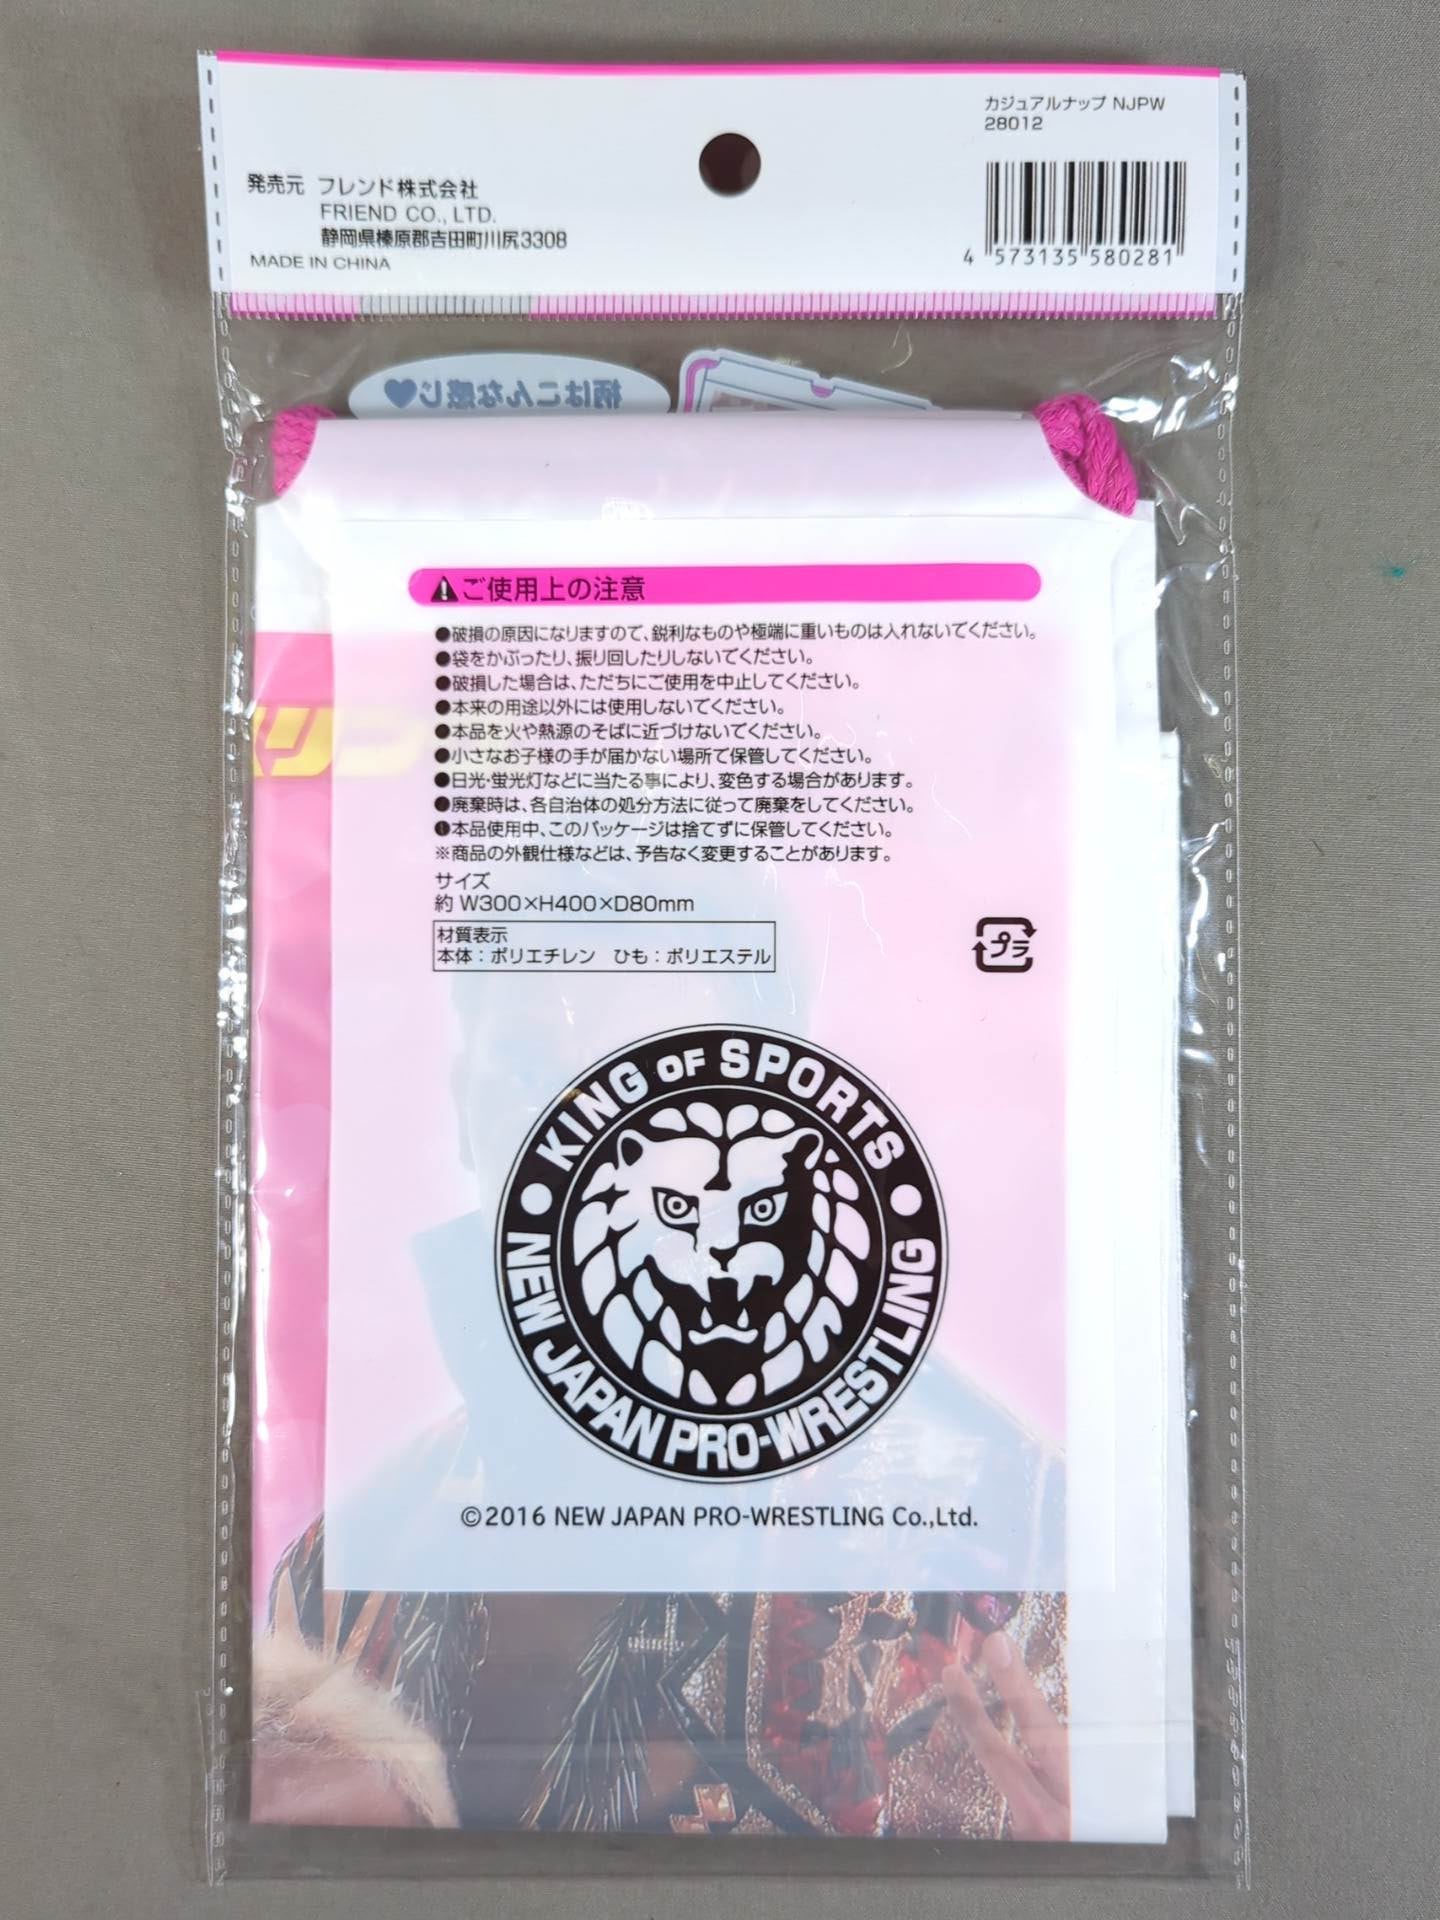 カジュアルナップ NJPW
28012
発売元 フレンド株式会社
FRIEND CO., LTD.
静岡県榛原郡吉田町川尻3308
MADE IN CHINA
4 573135 580281
柄はこんな感じ♥
⚠ご使用上の注意
●破損の原因になりますので、鋭利なものや極端に重いものは入れないでください。
●袋をかぶったり、振り回したりしないでください。
●破損した場合は、ただちにご使用を中止してください。
●本来の用途以外には使用しないでください。
●本品を火や熱源のそばに近づけないでください。
●小さなお子様の手が届かない場所で保管してください。
●日光・蛍光灯などに当たる事により、変色する場合があります。
●廃棄時は、各自治体の処分方法に従って廃棄をしてください。
●本品使用中、このパッケージは捨てずに保管してください。
※商品の外観仕様などは、予告なく変更することがあります。
サイズ
約 W300×H400×D80mm
材質表示
本体：ポリエチレン　ひも：ポリエステル
プラ
KING OF SPORTS
NEW JAPAN PRO-WRESTLING
©2016 NEW JAPAN PRO-WRESTLING Co.,Ltd.